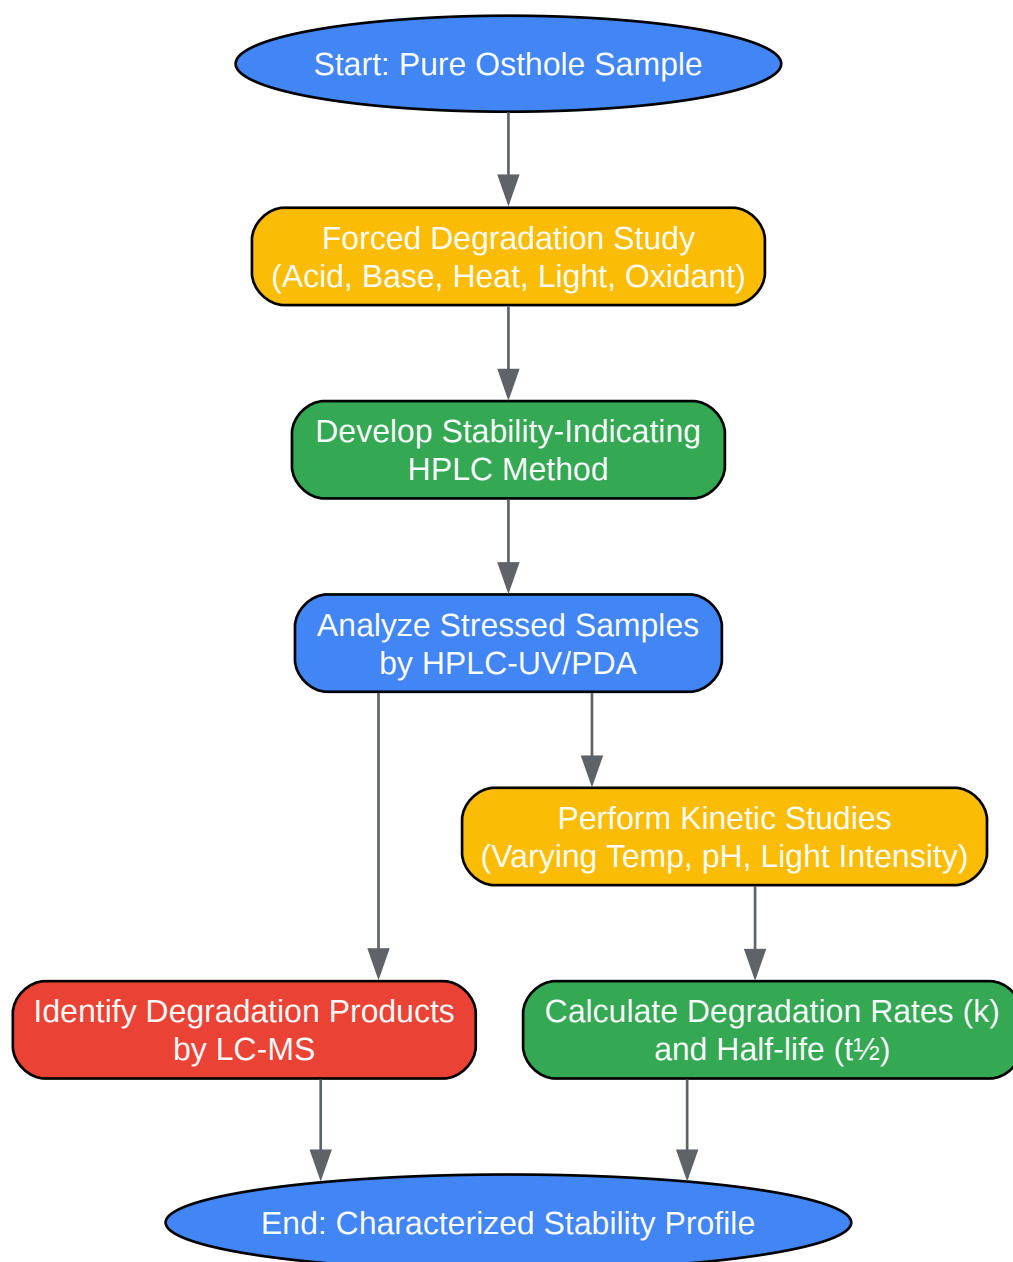 Start: Pure Osthole Sample
Forced Degradation Study
(Acid, Base, Heat, Light, Oxidant)
Develop Stability-Indicating
HPLC Method
Analyze Stressed Samples
by HPLC-UV/PDA
Perform Kinetic Studies
(Varying Temp, pH, Light Intensity)
Identify Degradation Products
by LC-MS
Calculate Degradation Rates (k)
and Half-life (t½)
End: Characterized Stability Profile